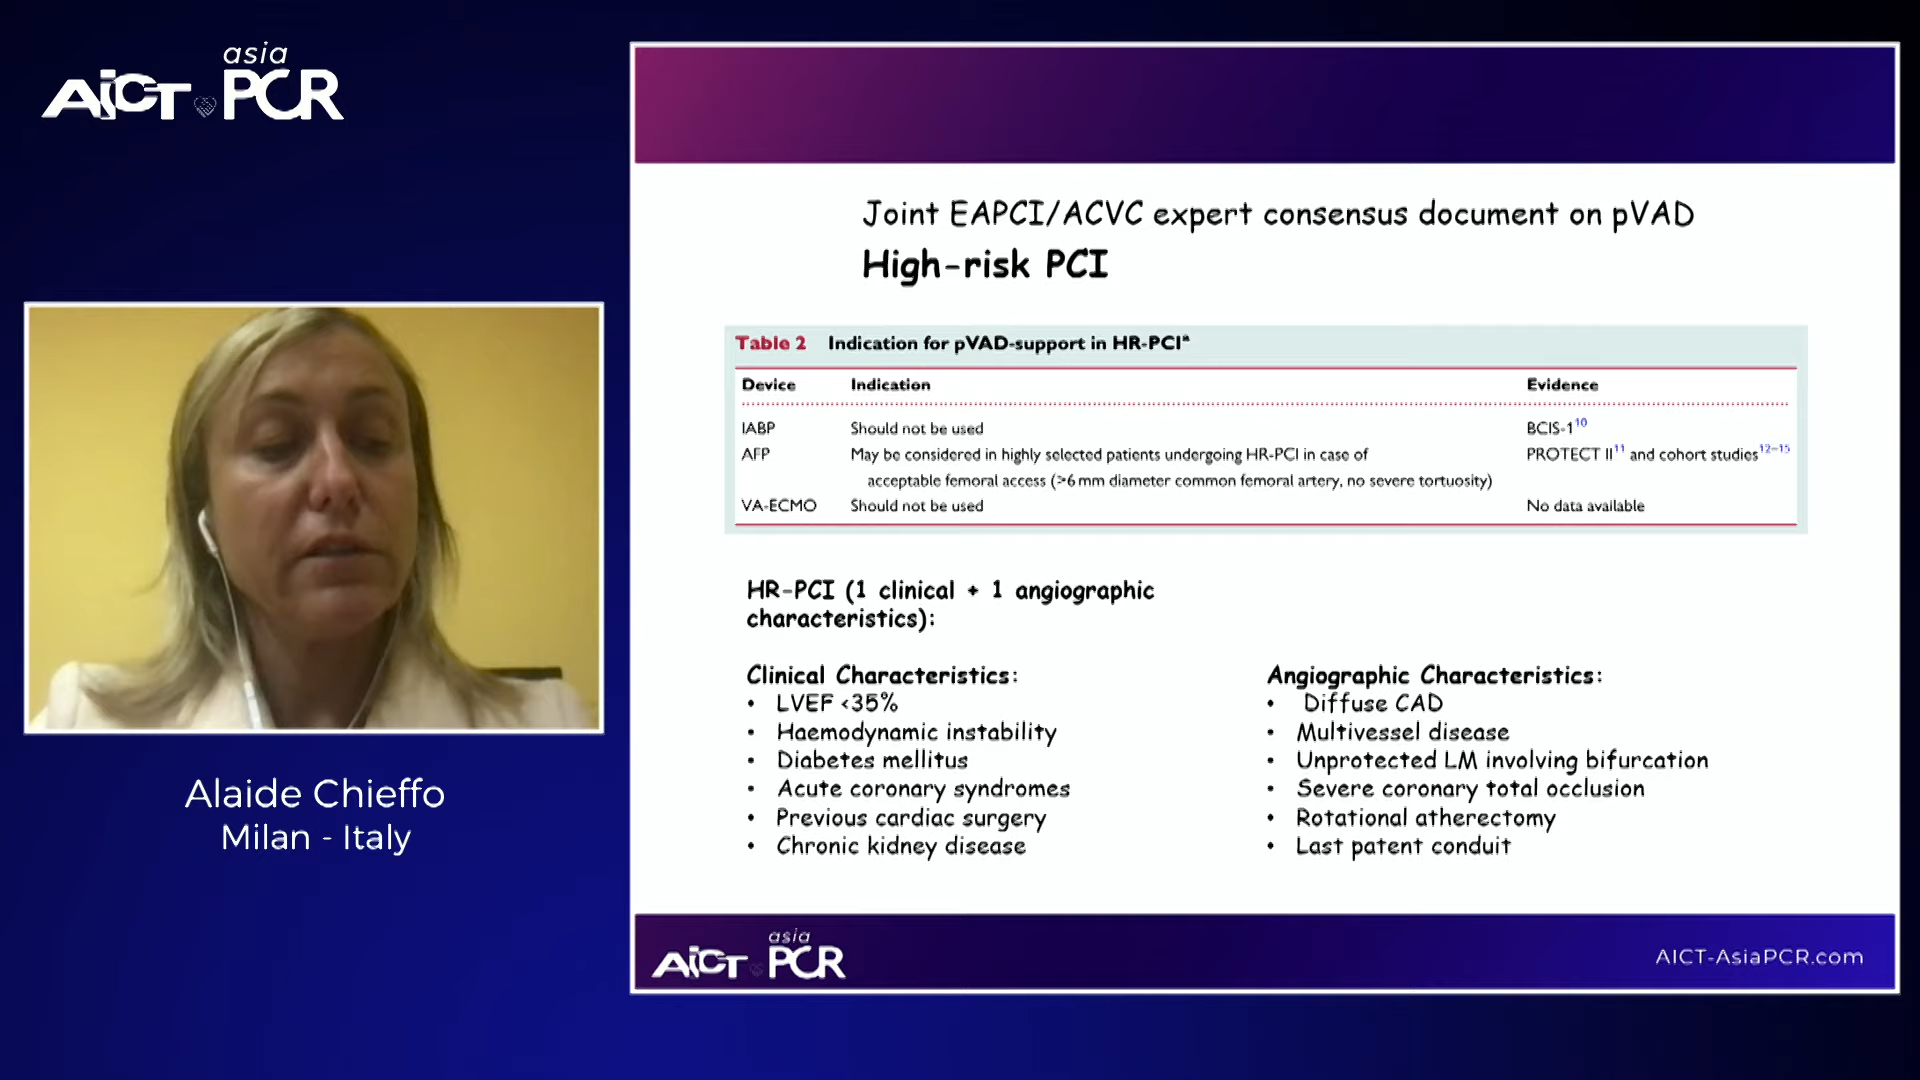 asia
AICT PCR
Alaide Chieffo
Milan - Italy
Joint EAPCI/ACVC expert consensus document on pVAD
High-risk PCI
Table 2 Indication for pVAD-support in HR-PCIª
Device Indication Evidence
IABP Should not be used BCIS-1¹⁰
AFP May be considered in highly selected patients undergoing HR-PCI in case of PROTECT II¹¹ and cohort studies¹²⁻¹⁵
acceptable femoral access (>6 mm diameter common femoral artery, no severe tortuosity)
VA-ECMO Should not be used No data available
HR-PCI (1 clinical + 1 angiographic
characteristics):
Clinical Characteristics:
• LVEF <35%
• Haemodynamic instability
• Diabetes mellitus
• Acute coronary syndromes
• Previous cardiac surgery
• Chronic kidney disease
Angiographic Characteristics:
• Diffuse CAD
• Multivessel disease
• Unprotected LM involving bifurcation
• Severe coronary total occlusion
• Rotational atherectomy
• Last patent conduit
asia
AICT PCR
AICT-AsiaPCR.com